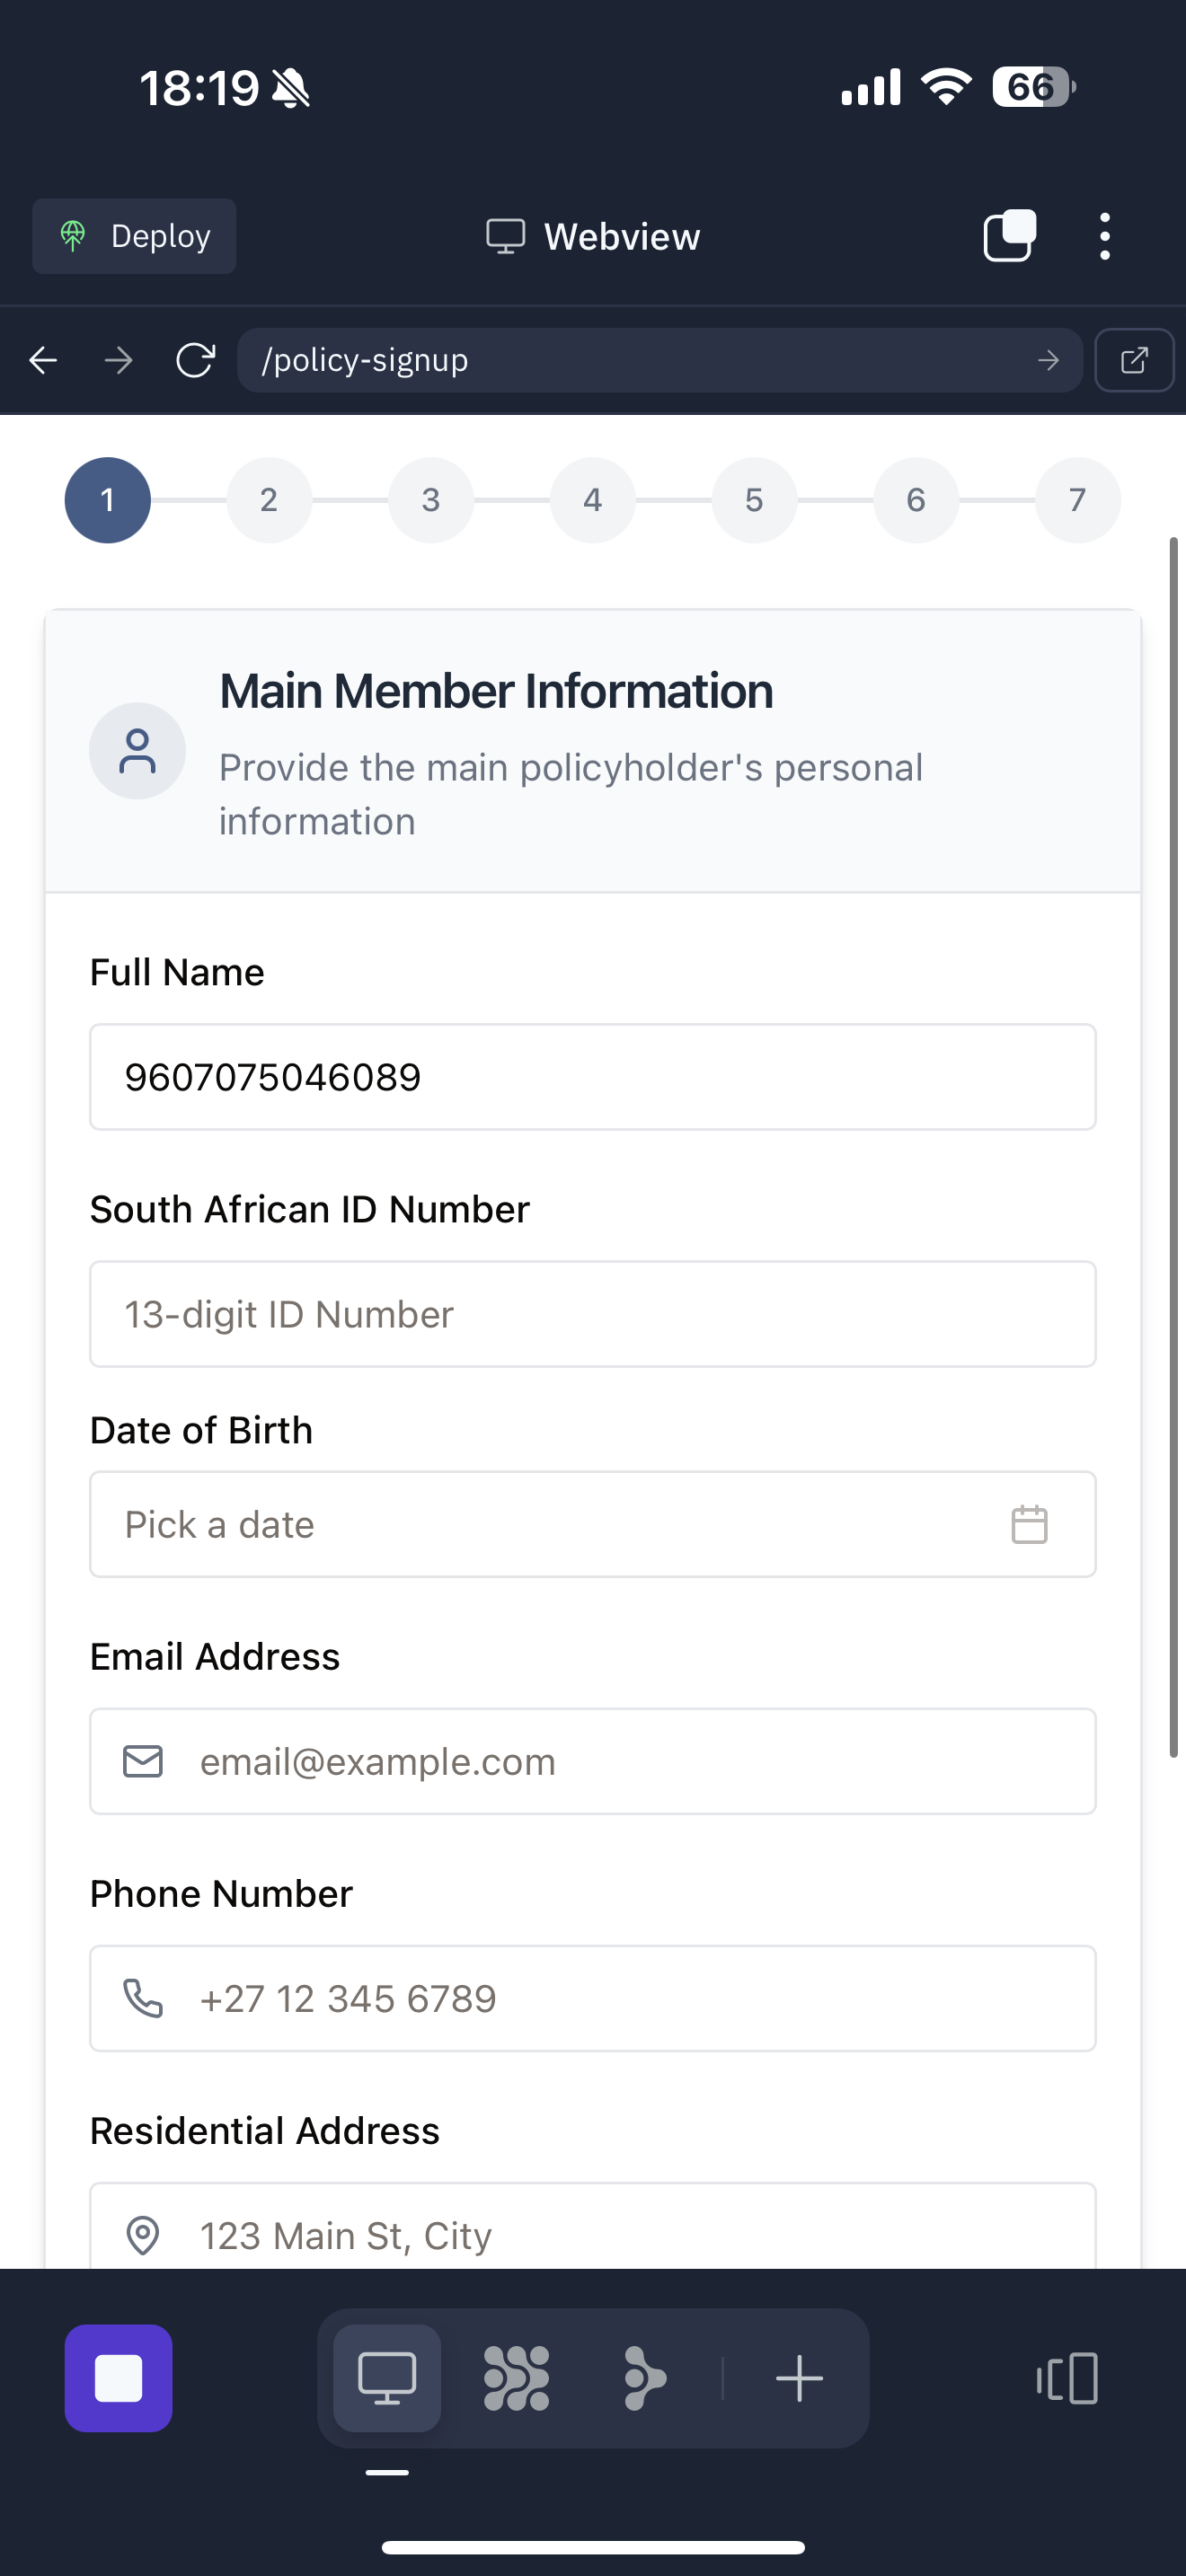 18:19
66
Deploy
Webview
/policy-signup
1 2 3 4 5 6 7
Main Member Information
Provide the main policyholder's personal
information
Full Name
9607075046089
South African ID Number
13-digit ID Number
Date of Birth
Pick a date
Email Address
email@example.com
Phone Number
+27 12 345 6789
Residential Address
123 Main St, City